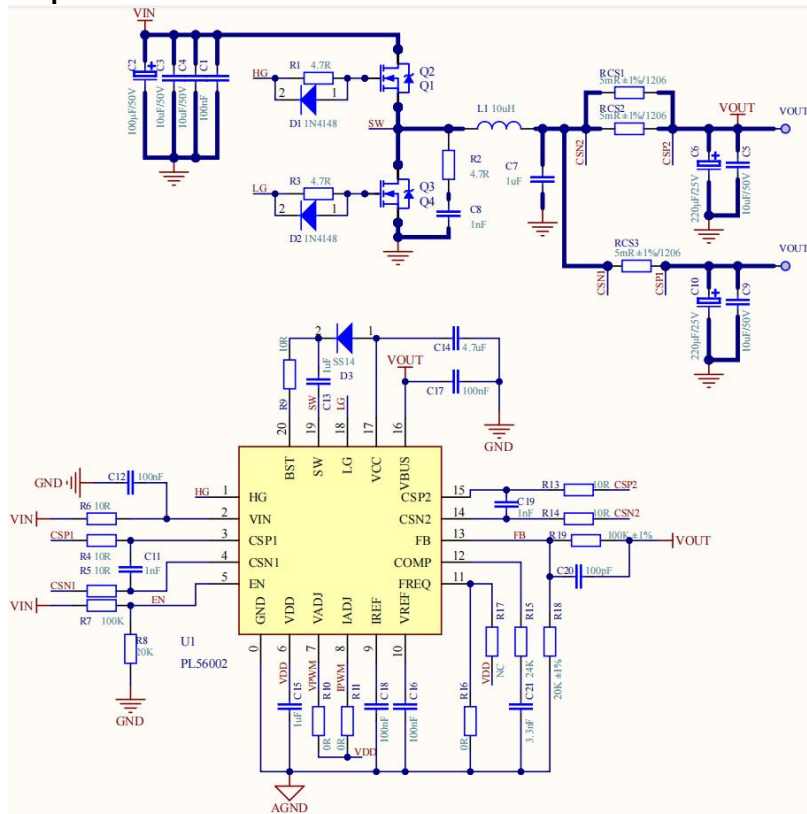 VIN
C2
100µF/50V
C3
10uF/50V
C4
10uF/50V
C1
100nF
HG
R1
4.7R
2
1
D1 1N4148
Q2
Q1
SW
LG
R3
4.7R
2
1
D2 1N4148
Q3
Q4
R2
4.7R
C8
1nF
L1 10uH
C7
1uF
RCS1
5mR±1%/1206
RCS2
5mR±1%/1206
CSN2
CSP2
VOUT
VOUT
C6
220µF/25V
C5
10uF/50V
RCS3
5mR±1%/1206
CSN1
CSP1
VOUT
C10
220µF/25V
C9
10uF/50V
10R
R9
2
1
SS14
D3
1uF
C13
SW
LG
C14 4.7uF
VOUT
C17 100nF
GND
20
19
18
17
16
BST
SW
LG
VCC
VBUS
GND
C12 100nF
HG
VIN
R6 10R
CSP1
R4 10R
R5 10R
C11
1nF
CSN1
VIN
R7 100K
EN
R8
20K
GND
1 HG
2 VIN
3 CSP1
4 CSN1
5 EN
U1
PL56002
CSP2 15
CSN2 14
FB 13
COMP 12
FREQ 11
GND
VDD
VADJ
IADJ
IREF
VREF
0
6
7
8
9
10
R13 10R CSP2
C19
1nF
R14 10R CSN2
FB
R19 100K ±1%
VOUT
C20 100pF
R17
NC
VDD
R15
24K
C21
3.3nF
R18
20K ±1%
R16
0R
VDD
C15
1uF
VPWM
R10
0R
IPWM
R11
0R
VDD
C18
100nF
C16
100nF
AGND